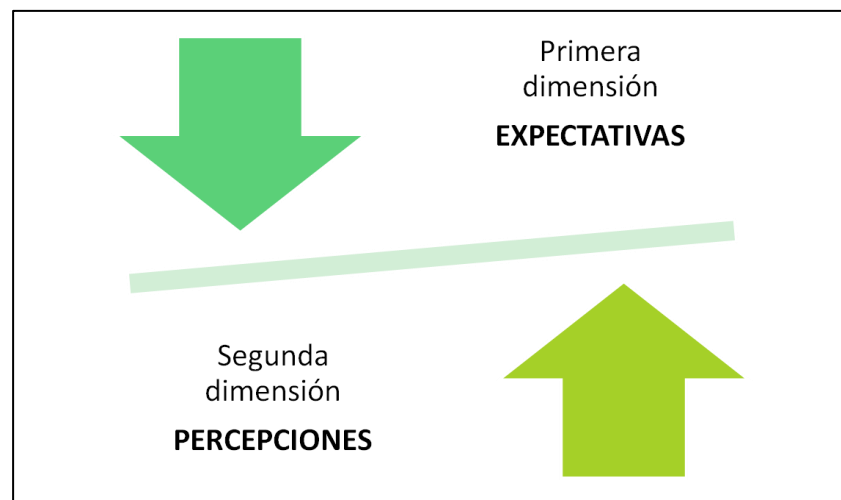 Primera
dimensión
EXPECTATIVAS
Segunda
dimensión
PERCEPCIONES